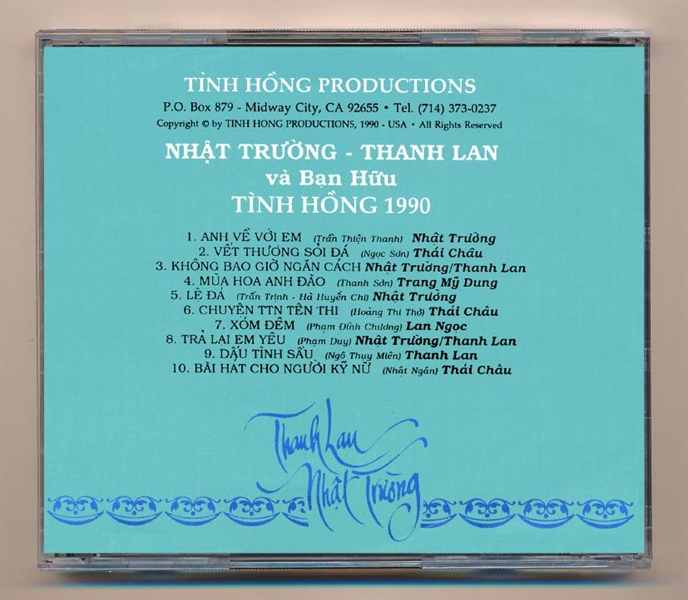 TÌNH HỒNG PRODUCTIONS
P.O. Box 879 - Midway City, CA 92655 • Tel. (714) 373-0237
Copyright © by TINH HONG PRODUCTIONS, 1990 - USA • All Rights Reserved
NHẬT TRƯỜNG - THANH LAN
và Bạn Hữu
TÌNH HỒNG 1990
1. ANH VỀ VỚI EM (Trần Thiện Thanh) Nhật Trường
2. VẾT THƯƠNG SỎI ĐÁ (Ngọc Sơn) Thái Châu
3. KHÔNG BAO GIỜ NGĂN CÁCH Nhật Trường/Thanh Lan
4. MÙA HOA ANH ĐÀO (Thanh Sơn) Trang Mỹ Dung
5. LỆ ĐÁ (Trần Trịnh - Hà Huyền Chi) Nhật Trường
6. CHUYỆN TTN TÊN THI (Hoàng Thi Thơ) Thái Châu
7. XÓM ĐÊM (Phạm Đình Chương) Lan Ngọc
8. TRẢ LẠI EM YÊU (Phạm Duy) Nhật Trường/Thanh Lan
9. DẤU TÌNH SẦU (Ngô Thụy Miên) Thanh Lan
10. BÀI HÁT CHO NGƯỜI KỸ NỮ (Nhật Ngân) Thái Châu
Thanh Lan
Nhật Trường